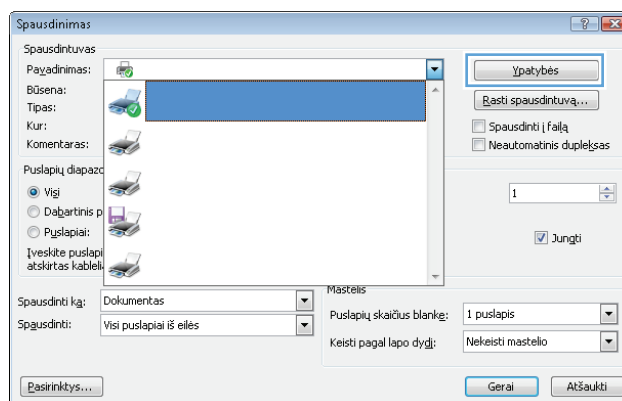 Spausdinimas
Spausdintuvas
Pavadinimas:
Ypatybės
Būsena:
Tipas:
Rasti spausdintuvą...
Kur:
Spausdinti į failą
Komentaras:
Neautomatinis dupleksas
Puslapių diapazo
Visi
1
Dabartinis p
Puslapiai:
Jungti
Įveskite puslapi
atskirtas kableli
Mastelis
Spausdinti ką: Dokumentas
Puslapių skaičius blanke: 1 puslapis
Spausdinti: Visi puslapiai iš eilės
Keisti pagal lapo dydį: Nekeisti mastelio
Pasirinktys...
Gerai
Atšaukti